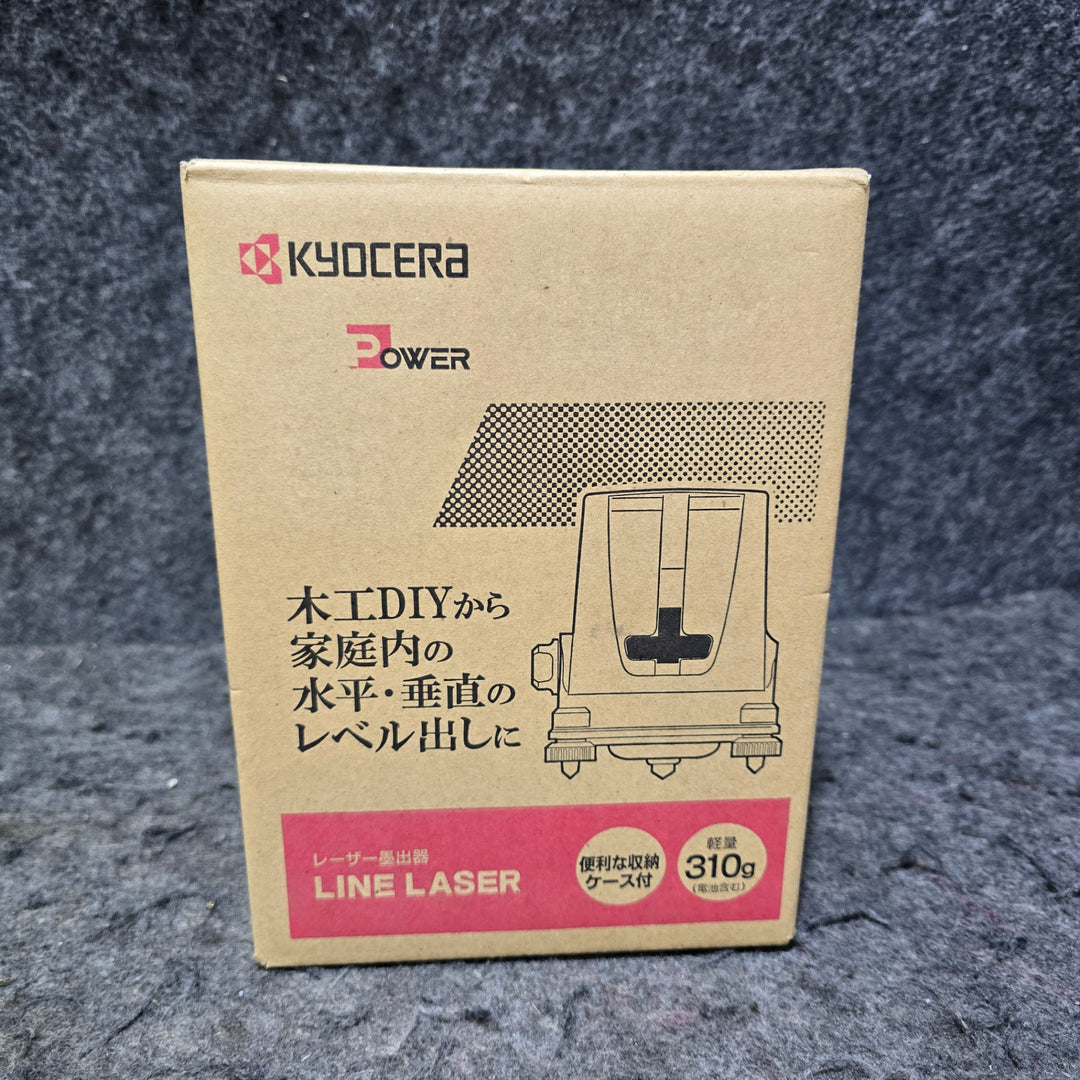 KYOCERA
POWER
木工DIYから
家庭内の
水平・垂直の
レベル出しに
レーザー墨出器
LINE LASER
便利な収納
ケース付
軽量
310g
(電池含む)